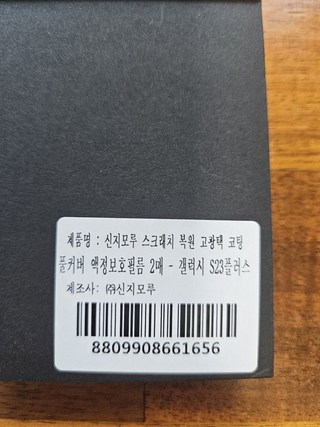 제품명 : 신지모루 스크래치 복원 고광택 코팅
풀커버 액정보호필름 2매 - 갤럭시 S23플러스
제조사: ㈜신지모루
8809908661656